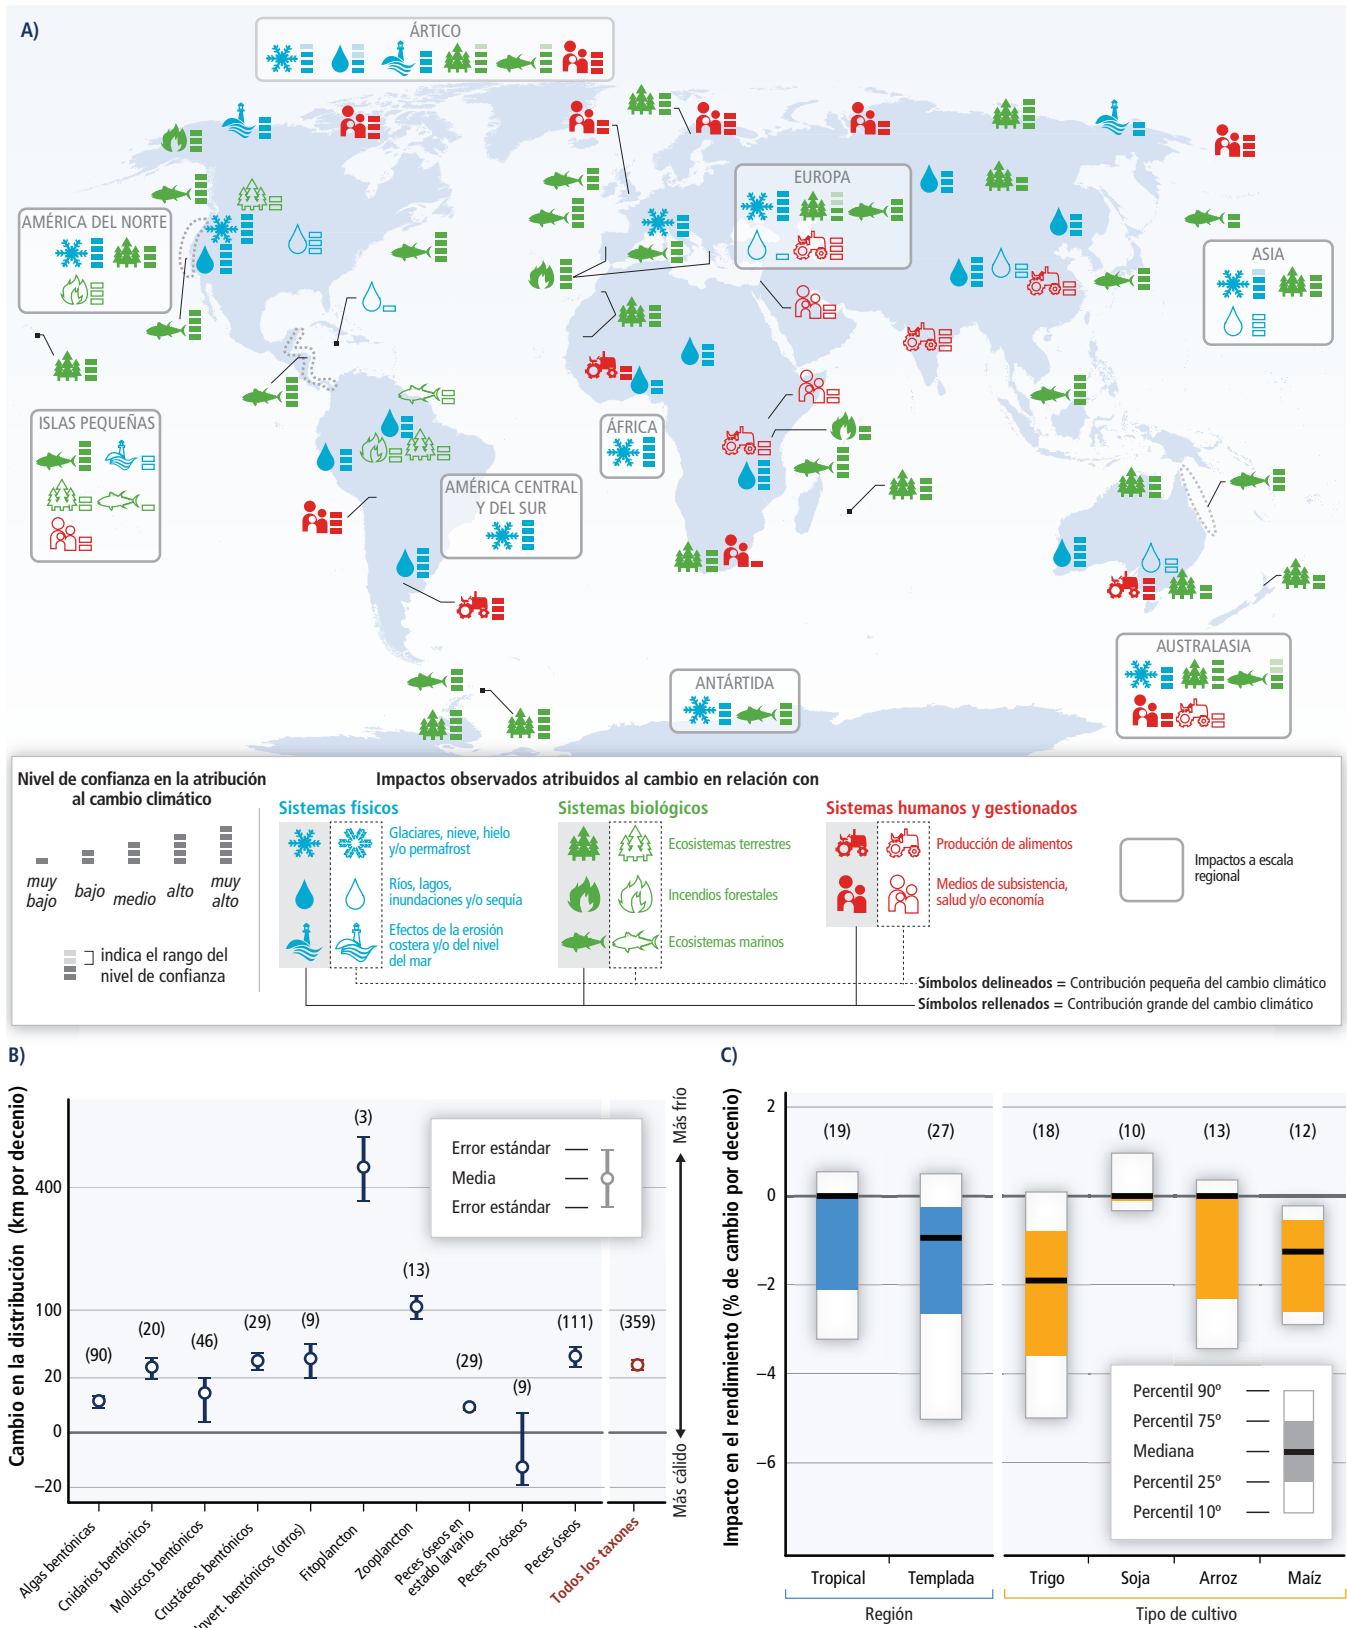 A)
ÁRTICO
EUROPA
AMÉRICA DEL NORTE
ASIA
ISLAS PEQUEÑAS
ÁFRICA
AMÉRICA CENTRAL
Y DEL SUR
AUSTRALASIA
ANTÁRTIDA
Nivel de confianza en la atribución
al cambio climático
muy
bajo
bajo
medio
alto
muy
alto
indica el rango del
nivel de confianza
Impactos observados atribuidos al cambio en relación con
Sistemas físicos
Glaciares, nieve, hielo
y/o permafrost
Ríos, lagos,
inundaciones y/o sequía
Efectos de la erosión
costera y/o del nivel
del mar
Sistemas biológicos
Ecosistemas terrestres
Incendios forestales
Ecosistemas marinos
Sistemas humanos y gestionados
Producción de alimentos
Medios de subsistencia,
salud y/o economía
Impactos a escala
regional
Símbolos delineados = Contribución pequeña del cambio climático
Símbolos rellenados = Contribución grande del cambio climático
B)
Cambio en la distribución (km por decenio)
400
100
20
0
−20
(90)
(20)
(46)
(29)
(9)
(3)
(13)
(29)
(9)
(111)
(359)
Error estándar
Media
Error estándar
Más frío
Más cálido
Algas bentónicas
Cnidarios bentónicos
Moluscos bentónicos
Crustáceos bentónicos
Invert. bentónicos (otros)
Fitoplancton
Zooplancton
Peces óseos en
estado larvario
Peces no-óseos
Peces óseos
Todos los taxones
C)
Impacto en el rendimiento (% de cambio por decenio)
2
0
−2
−4
−6
(19)
(27)
(18)
(10)
(13)
(12)
Percentil 90º
Percentil 75º
Mediana
Percentil 25º
Percentil 10º
Tropical
Templada
Trigo
Soja
Arroz
Maíz
Región
Tipo de cultivo